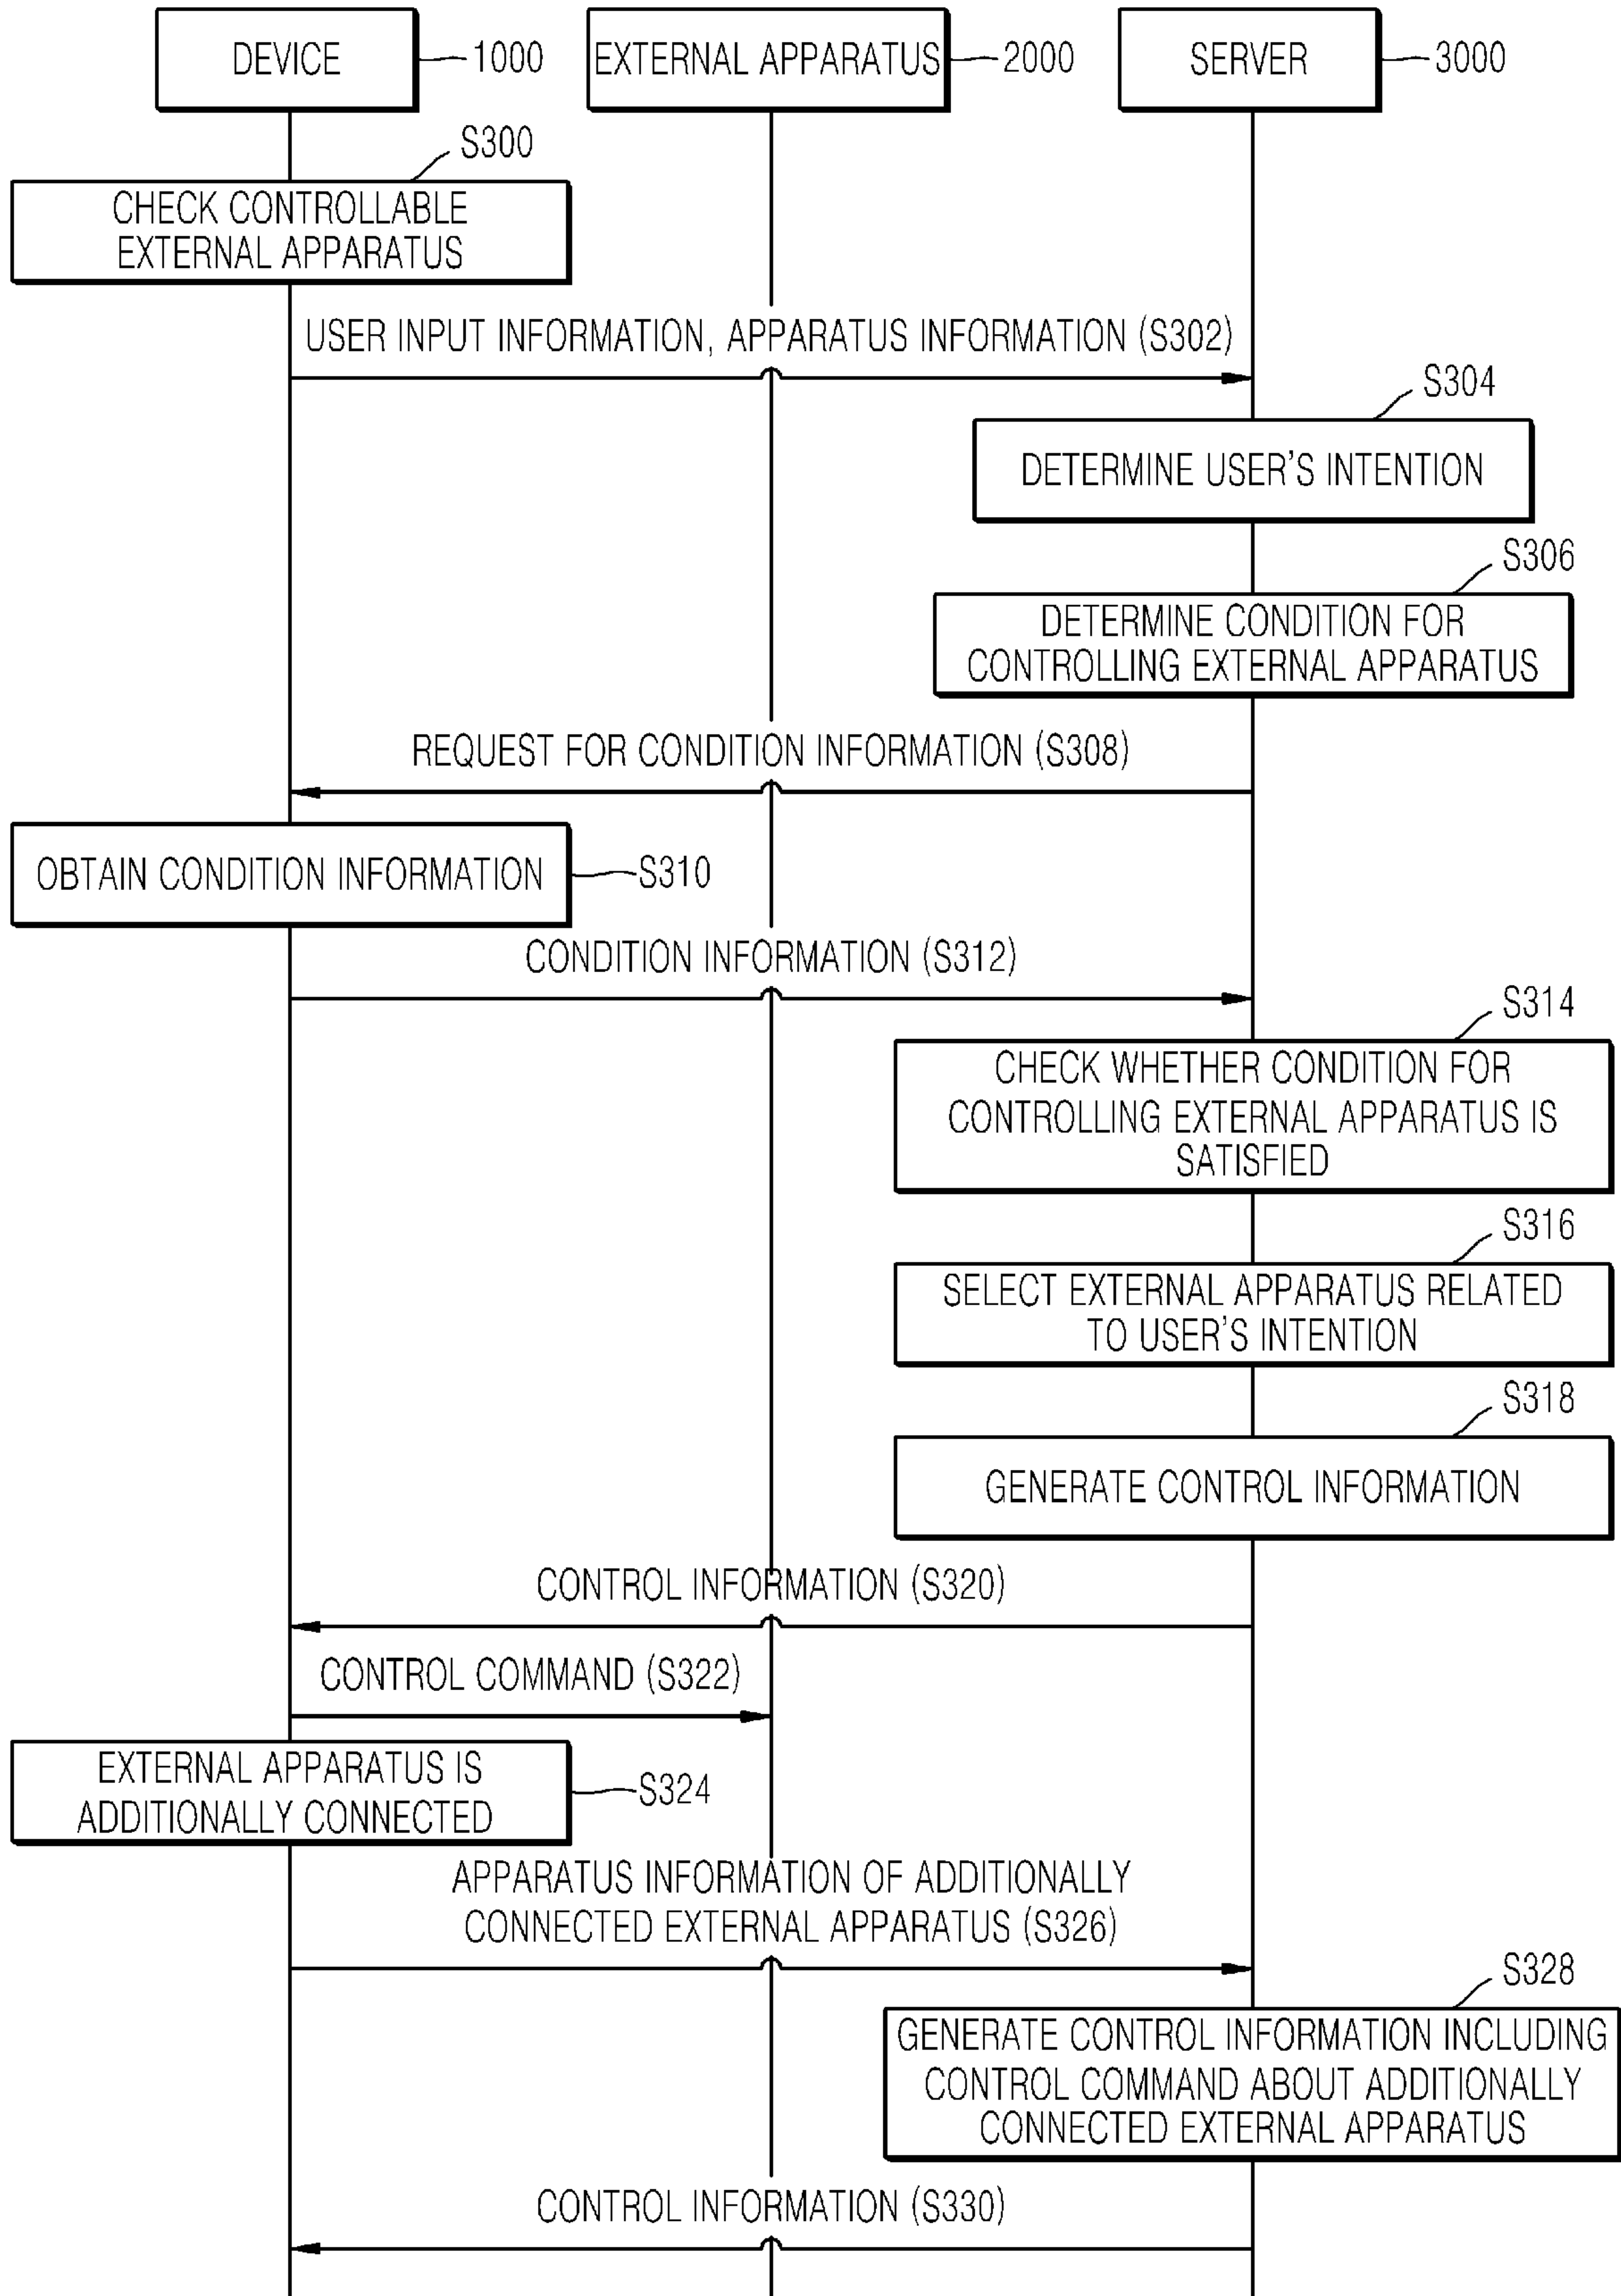 DEVICE
1000
EXTERNAL APPARATUS
2000
SERVER
3000
S300
CHECK CONTROLLABLE
EXTERNAL APPARATUS
USER INPUT INFORMATION, APPARATUS INFORMATION (S302)
S304
DETERMINE USER'S INTENTION
S306
DETERMINE CONDITION FOR
CONTROLLING EXTERNAL APPARATUS
REQUEST FOR CONDITION INFORMATION (S308)
OBTAIN CONDITION INFORMATION
S310
CONDITION INFORMATION (S312)
S314
CHECK WHETHER CONDITION FOR
CONTROLLING EXTERNAL APPARATUS IS
SATISFIED
S316
SELECT EXTERNAL APPARATUS RELATED
TO USER'S INTENTION
S318
GENERATE CONTROL INFORMATION
CONTROL INFORMATION (S320)
CONTROL COMMAND (S322)
EXTERNAL APPARATUS IS
ADDITIONALLY CONNECTED
S324
APPARATUS INFORMATION OF ADDITIONALLY
CONNECTED EXTERNAL APPARATUS (S326)
S328
GENERATE CONTROL INFORMATION INCLUDING
CONTROL COMMAND ABOUT ADDITIONALLY
CONNECTED EXTERNAL APPARATUS
CONTROL INFORMATION (S330)